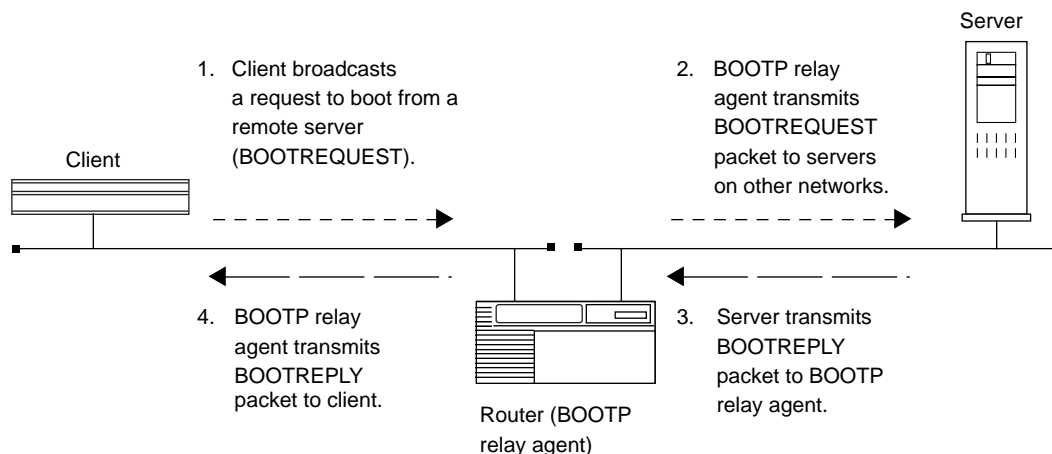 Server
1. Client broadcasts
a request to boot from a
remote server
(BOOTREQUEST).
2. BOOTP relay
agent transmits
BOOTREQUEST
packet to servers
on other networks.
Client
4. BOOTP relay
agent transmits
BOOTREPLY
packet to client.
3. Server transmits
BOOTREPLY
packet to BOOTP
relay agent.
Router (BOOTP
relay agent)